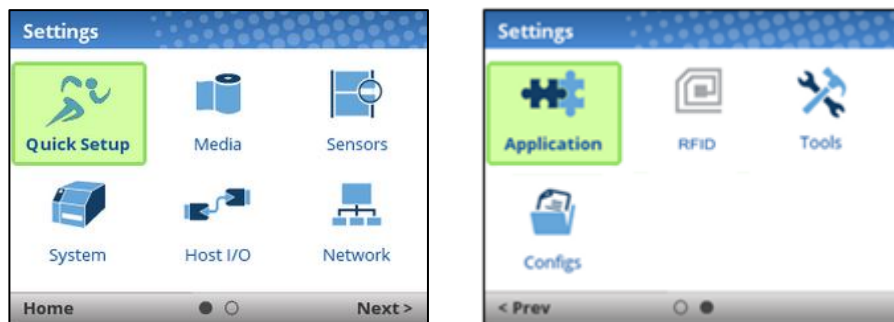 Settings
Quick Setup Media Sensors
System Host I/O Network
Home Next >
Settings
Application RFID Tools
Configs
< Prev